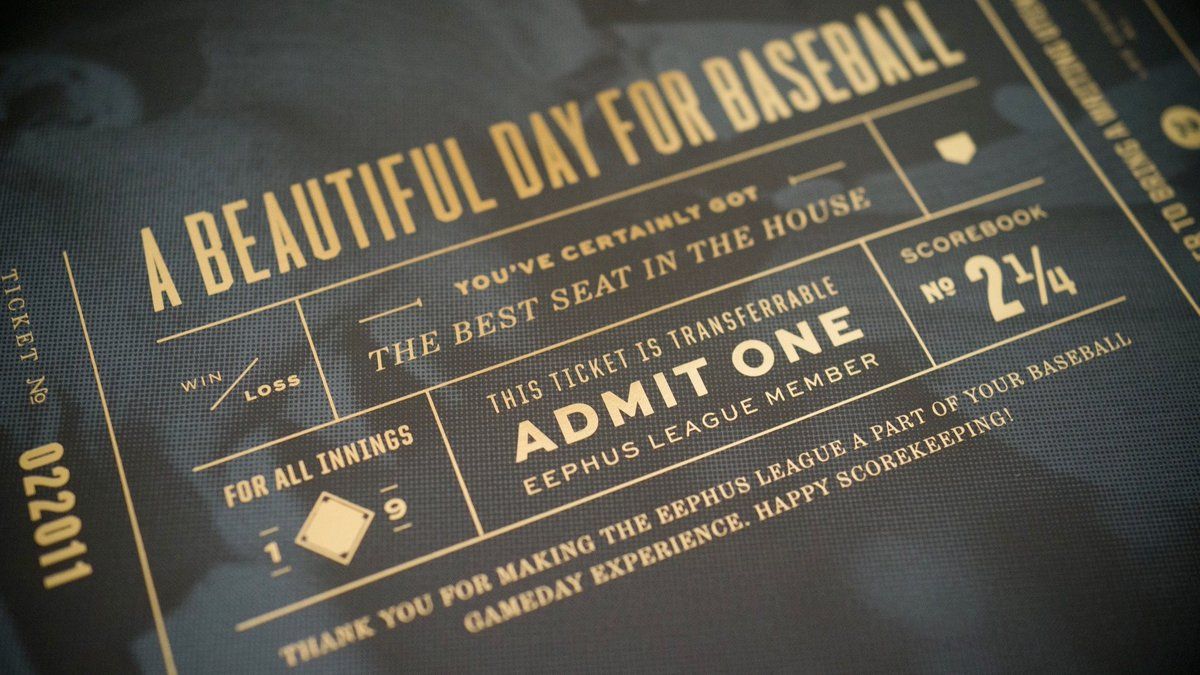 A BEAUTIFUL DAY FOR BASEBALL
YOU'VE CERTAINLY GOT
THE BEST SEAT IN THE HOUSE
WIN / LOSS
FOR ALL INNINGS
1 9
THIS TICKET IS TRANSFERRABLE
ADMIT ONE
EEPHUS LEAGUE MEMBER
SCOREBOOK
Nº 2 1/4
THANK YOU FOR MAKING THE EEPHUS LEAGUE A PART OF YOUR BASEBALL
GAMEDAY EXPERIENCE. HAPPY SCOREKEEPING!
TICKET Nº 022011
TO BRING A